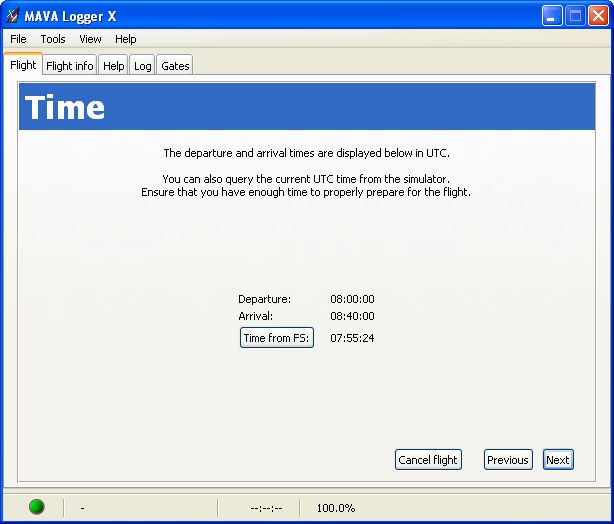 MAVA Logger X
File Tools View Help
Flight Flight info Help Log Gates
Time
The departure and arrival times are displayed below in UTC.
You can also query the current UTC time from the simulator.
Ensure that you have enough time to properly prepare for the flight.
Departure: 08:00:00
Arrival: 08:40:00
Time from FS: 07:55:24
Cancel flight Previous Next
- --:--:-- 100.0%